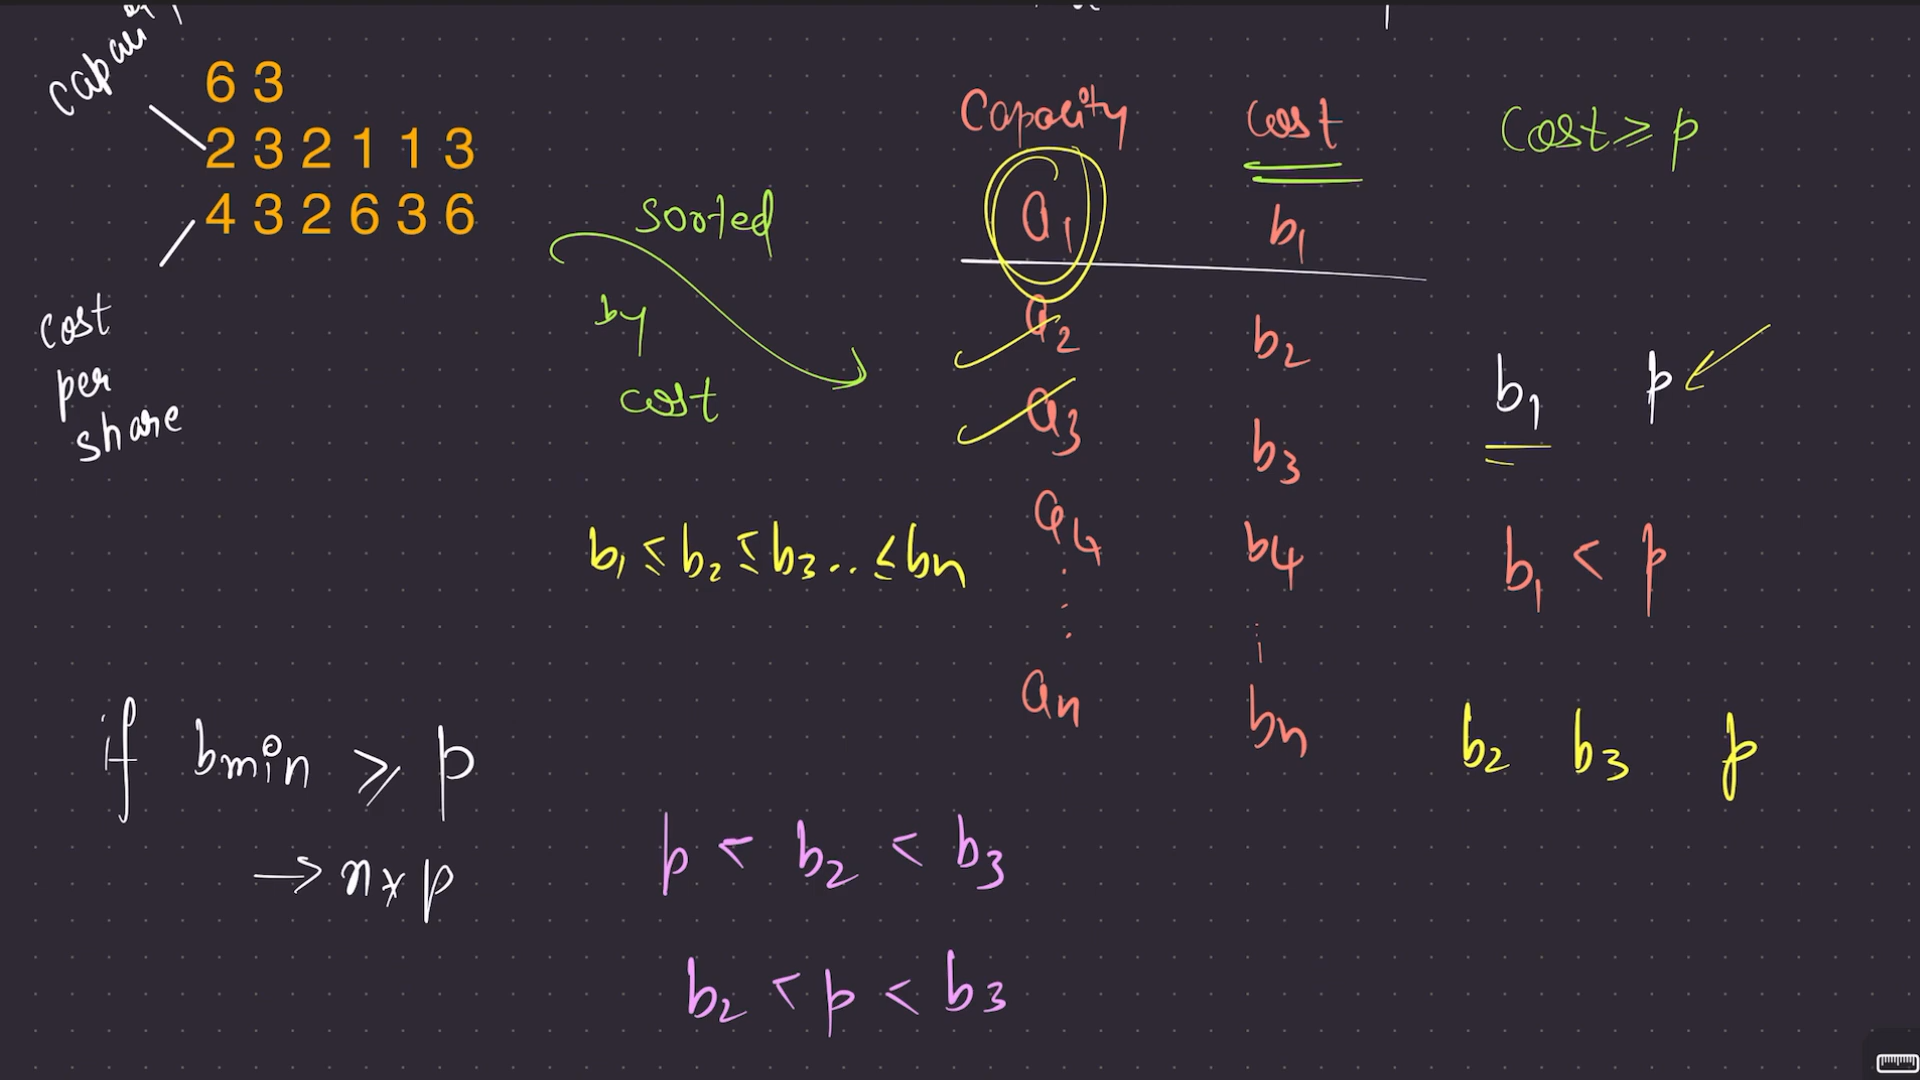 6 3
2 3 2 1 1 3
4 3 2 6 3 6
cost
per
share
sorted
by
cost
Capacity cost
a1 b1
a2 b2
a3 b3
a4 b4
⋮
an bn
Cost ≥ p
b1 p
b1 < p
b1 ≤ b2 ≤ b3 .. ≤ bn
b2 b3 p
if bmin ≥ p
→ n * p
p < b2 < b3
b2 < p < b3